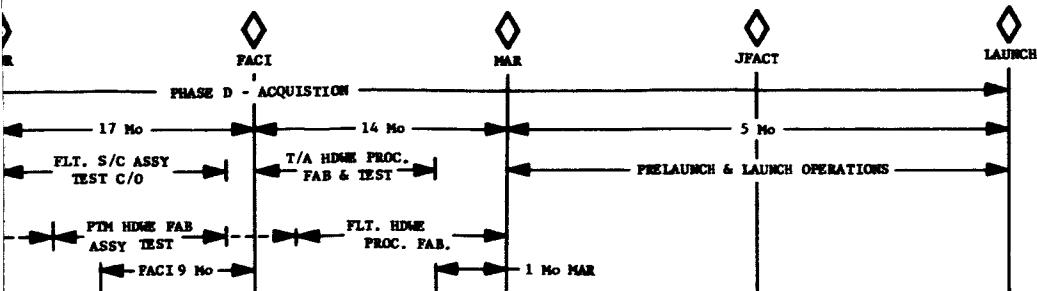 R FACI MAR JFACT LAUNCH
PHASE D - ACQUISTION
17 Mo 14 Mo 5 Mo
FLT. S/C ASSY
TEST C/O
T/A HDWE PROC.
FAB & TEST
PRELAUNCH & LAUNCH OPERATIONS
PTM HDWE FAB
ASSY TEST
FLT. HDWE
PROC. FAB.
FACI 9 Mo 1 Mo MAR